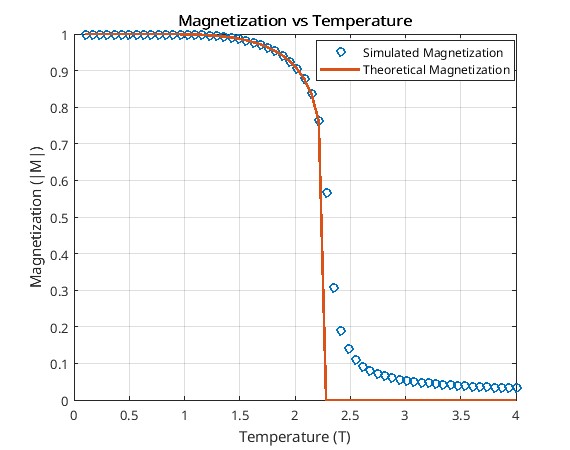 Magnetization vs Temperature
Simulated Magnetization
Theoretical Magnetization
Magnetization (|M|)
1
0.9
0.8
0.7
0.6
0.5
0.4
0.3
0.2
0.1
0
0 0.5 1 1.5 2 2.5 3 3.5 4
Temperature (T)